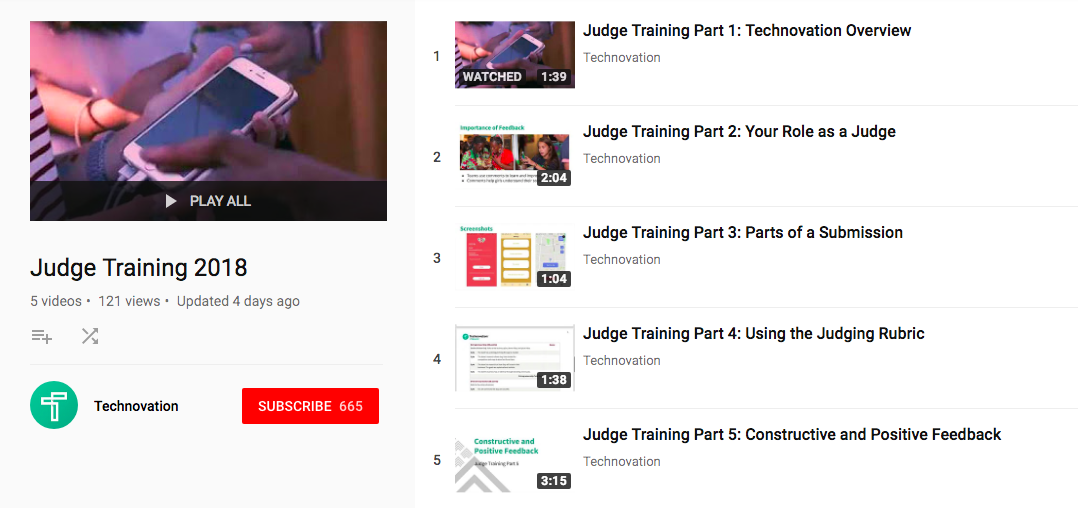 PLAY ALL
Judge Training 2018
5 videos • 121 views • Updated 4 days ago
Technovation
SUBSCRIBE 665
1
WATCHED
1:39
Judge Training Part 1: Technovation Overview
Technovation
2
Importance of Feedback
2:04
Judge Training Part 2: Your Role as a Judge
Technovation
3
Screenshots
1:04
Judge Training Part 3: Parts of a Submission
Technovation
4
Technovation
1:38
Judge Training Part 4: Using the Judging Rubric
Technovation
5
Constructive and
Positive Feedback
Judge Training Part 5
3:15
Judge Training Part 5: Constructive and Positive Feedback
Technovation